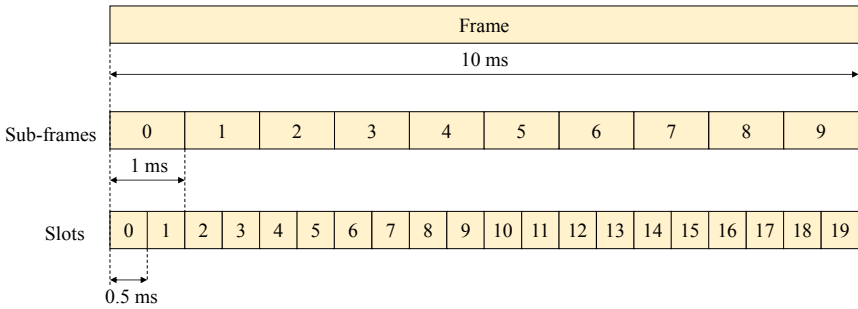 Frame
10 ms
Sub-frames 0 1 2 3 4 5 6 7 8 9
1 ms
Slots 0 1 2 3 4 5 6 7 8 9 10 11 12 13 14 15 16 17 18 19
0.5 ms